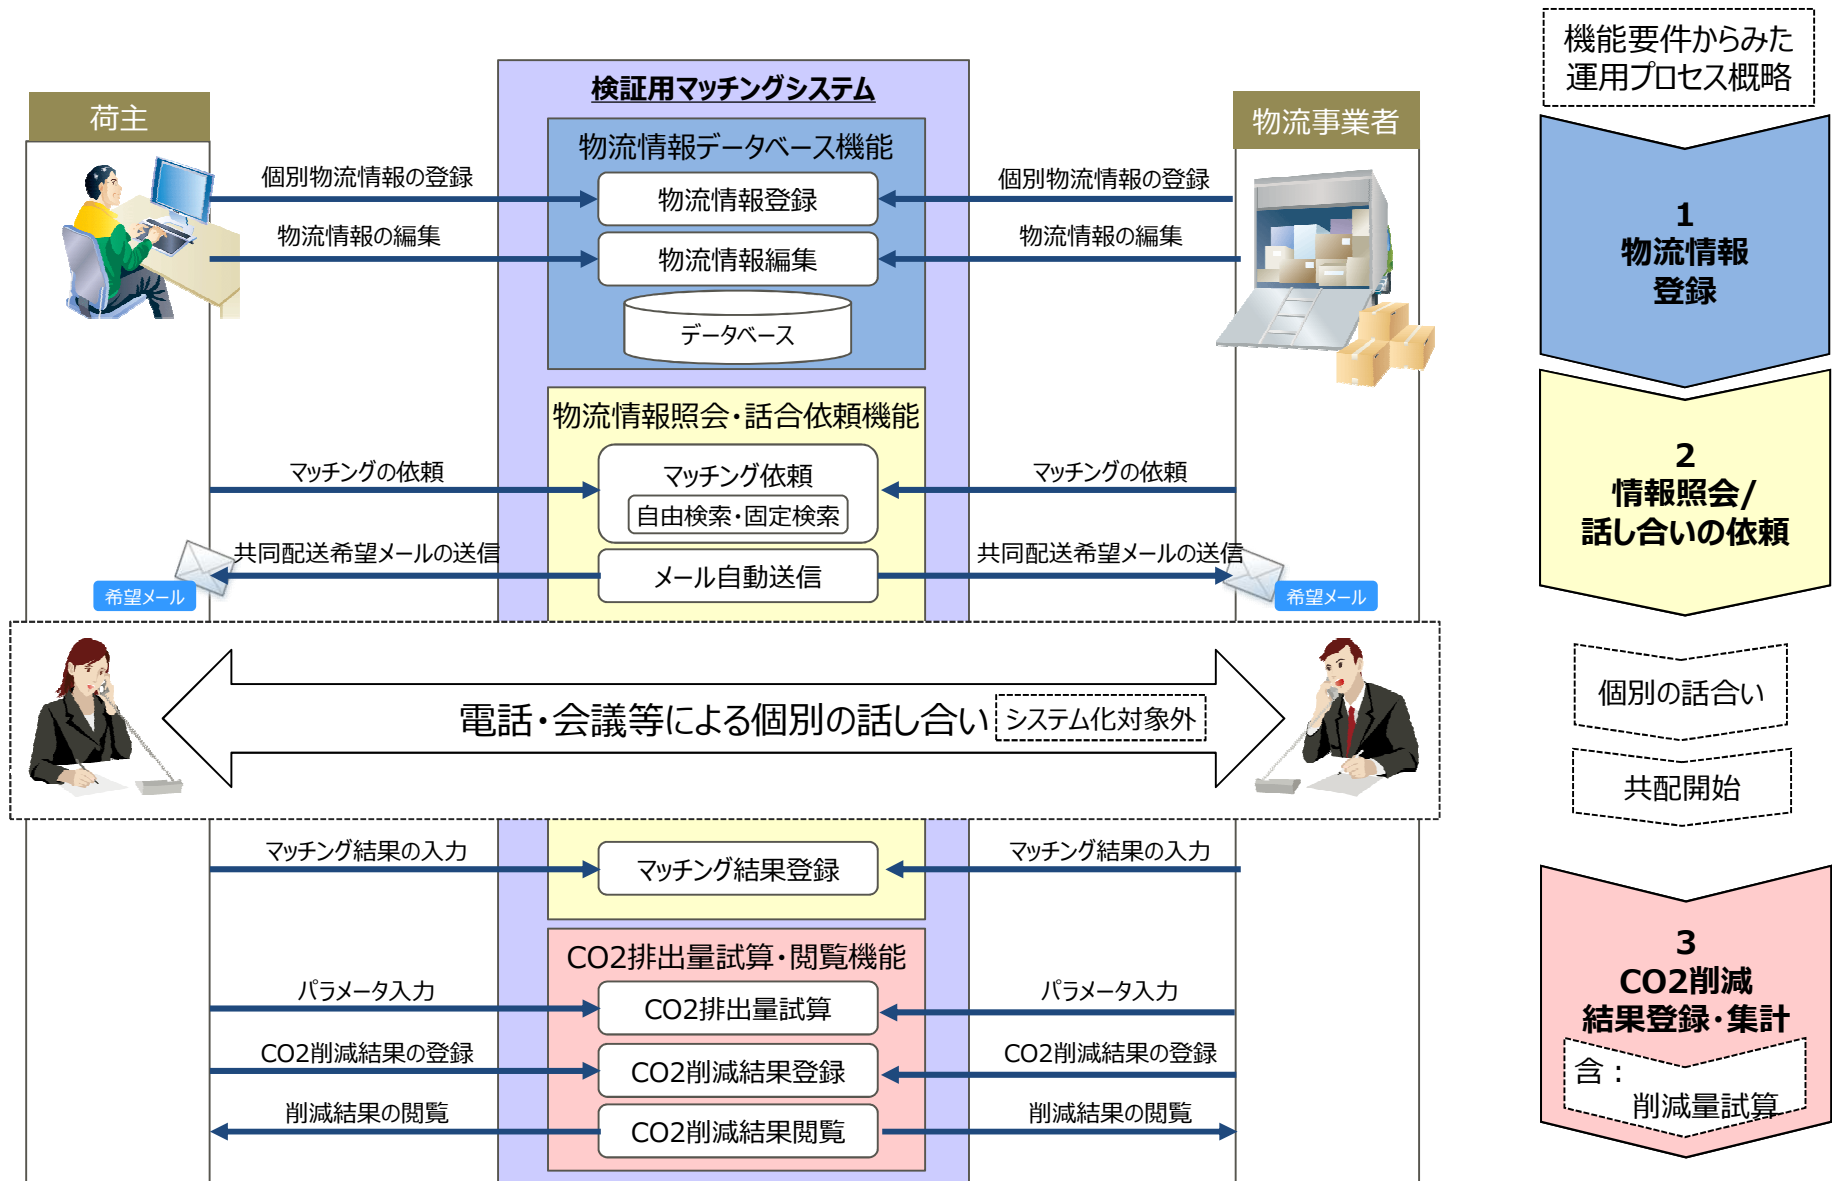 機能要件からみた
運用プロセス概略
検証用マッチングシステム
荷主
物流事業者
物流情報データベース機能
個別物流情報の登録
物流情報登録
個別物流情報の登録
物流情報の編集
物流情報編集
物流情報の編集
データベース
1
物流情報
登録
物流情報照会・話合依頼機能
マッチングの依頼
マッチング依頼
マッチングの依頼
自由検索・固定検索
共同配送希望メールの送信
メール自動送信
共同配送希望メールの送信
希望メール
希望メール
2
情報照会/
話し合いの依頼
電話・会議等による個別の話し合い
システム化対象外
個別の話合い
共配開始
マッチング結果の入力
マッチング結果登録
マッチング結果の入力
CO2排出量試算・閲覧機能
パラメータ入力
CO2排出量試算
パラメータ入力
CO2削減結果の登録
CO2削減結果登録
CO2削減結果の登録
削減結果の閲覧
CO2削減結果閲覧
削減結果の閲覧
3
CO2削減
結果登録・集計
含：
削減量試算